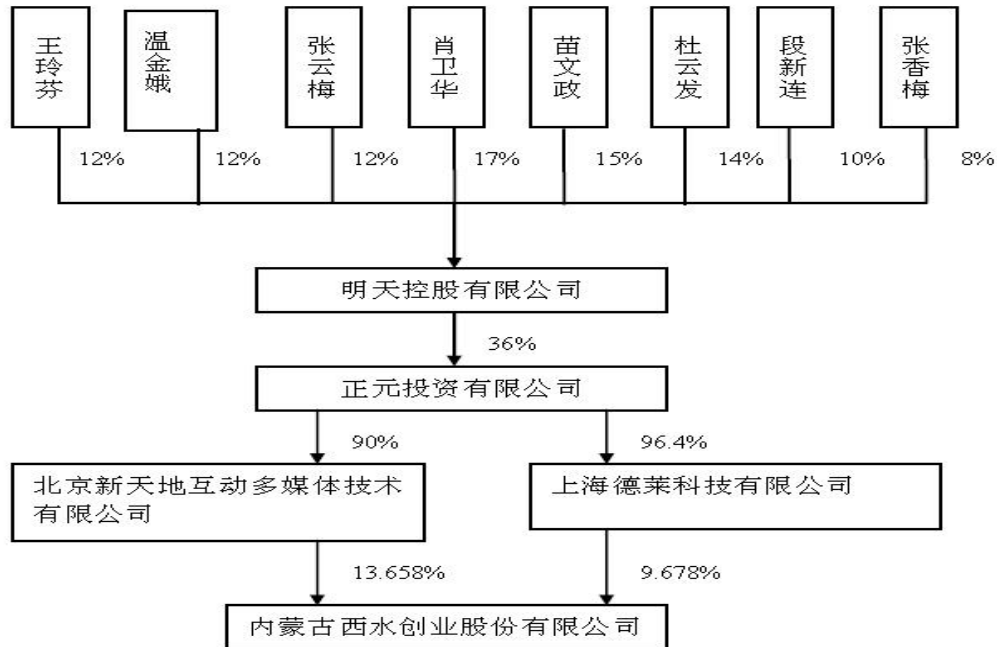 王玲芬
温金娥
张云梅
肖卫华
苗文政
杜云发
段新连
张香梅
12%
12%
12%
17%
15%
14%
10%
8%
明天控股有限公司
36%
正元投资有限公司
90%
96.4%
北京新天地互动多媒体技术
有限公司
上海德莱科技有限公司
13.658%
9.678%
内蒙古西水创业股份有限公司